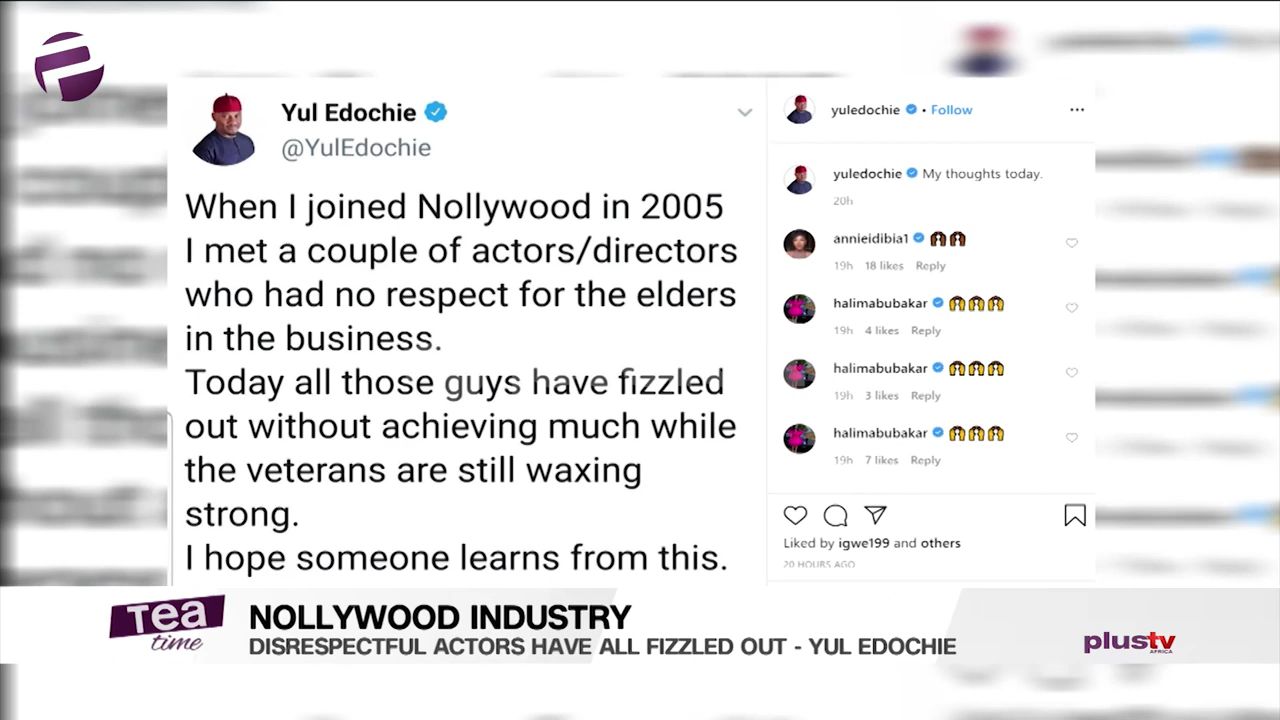 Yul Edochie
@YulEdochie
When I joined Nollywood in 2005
I met a couple of actors/directors
who had no respect for the elders
in the business.
Today all those guys have fizzled
out without achieving much while
the veterans are still waxing
strong.
I hope someone learns from this.
yuledochie • Follow
yuledochie My thoughts today.
20h
annieidibia1
19h 18 likes Reply
halimabubakar
19h 4 likes Reply
halimabubakar
19h 3 likes Reply
halimabubakar
19h 7 likes Reply
Liked by igwe199 and others
20 HOURS AGO
Tea
time
NOLLYWOOD INDUSTRY
DISRESPECTFUL ACTORS HAVE ALL FIZZLED OUT - YUL EDOCHIE
plustv
AFRICA